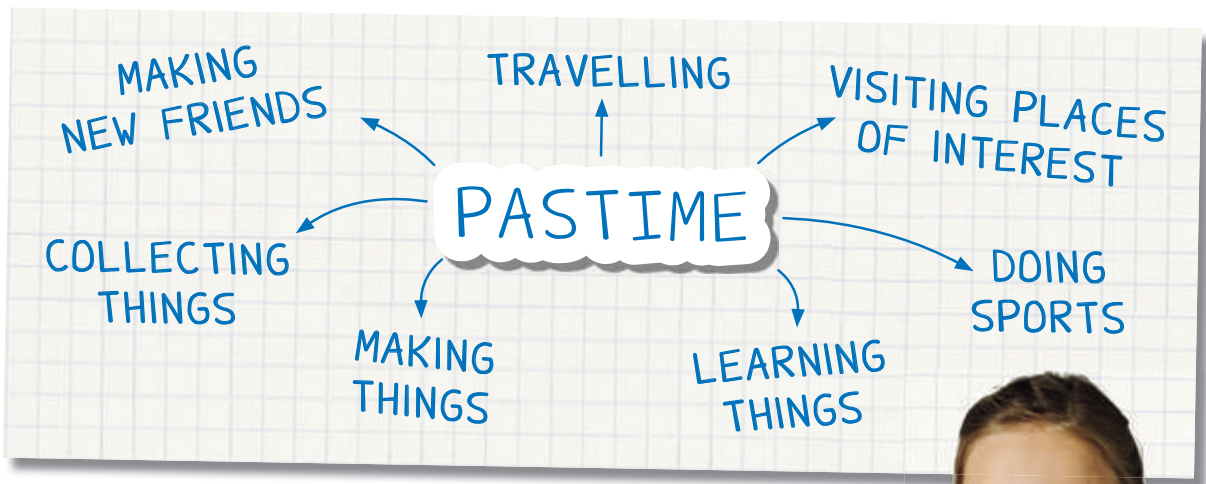 MAKING
NEW FRIENDS
TRAVELLING
VISITING PLACES
OF INTEREST
PASTIME
COLLECTING
THINGS
DOING
SPORTS
MAKING
THINGS
LEARNING
THINGS